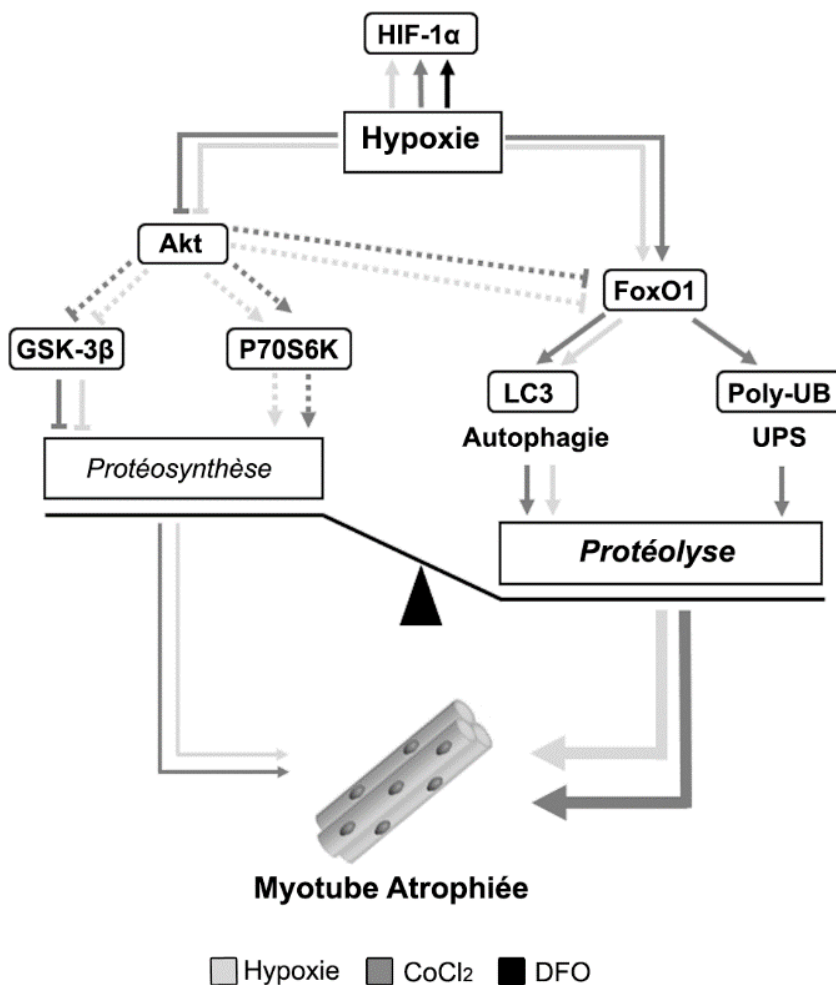 HIF-1α
Hypoxie
Akt
FoxO1
GSK-3β
P70S6K
LC3
Poly-UB
Autophagie
UPS
Protéosynthèse
Protéolyse
Myotube Atrophiée
Hypoxie
CoCl₂
DFO